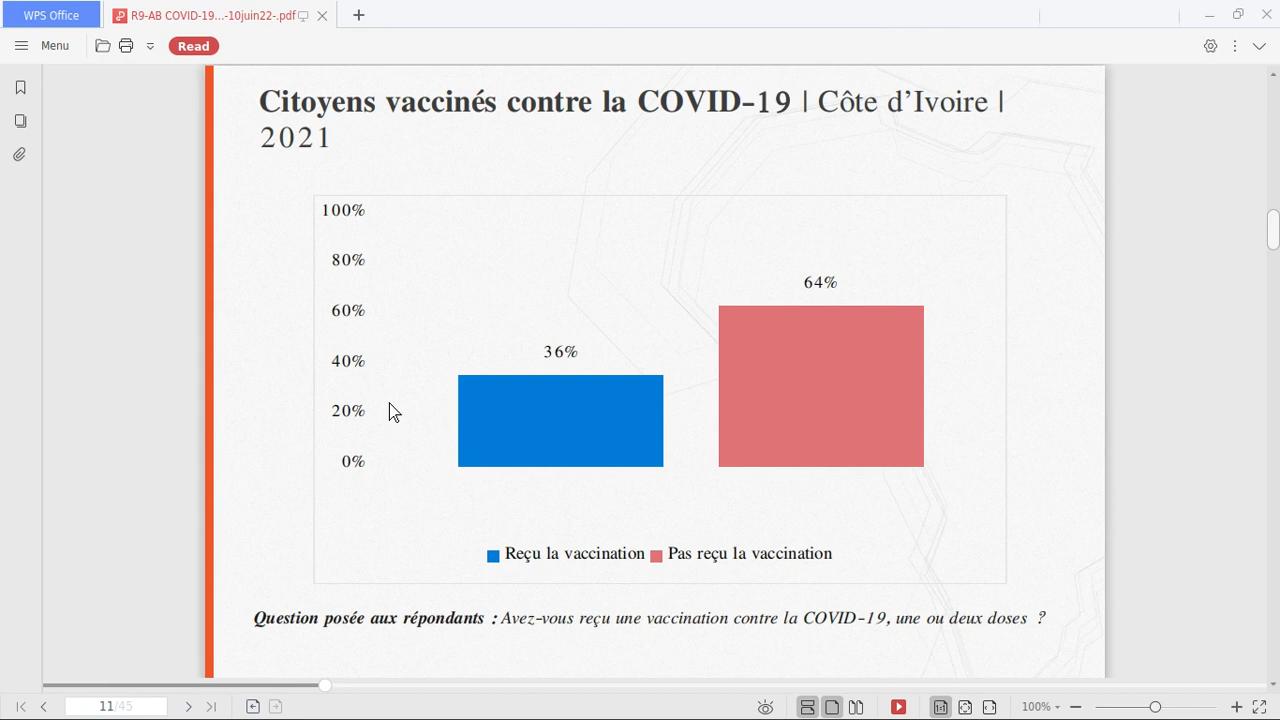 WPS Office
R9-AB COVID-19...-10juin22-.pdf
Menu
Read
Citoyens vaccinés contre la COVID-19 | Côte d'Ivoire |
2021
100%
80%
60%
40%
20%
0%
36%
64%
Reçu la vaccination Pas reçu la vaccination
Question posée aux répondants : Avez-vous reçu une vaccination contre la COVID-19, une ou deux doses ?
11/45
100%